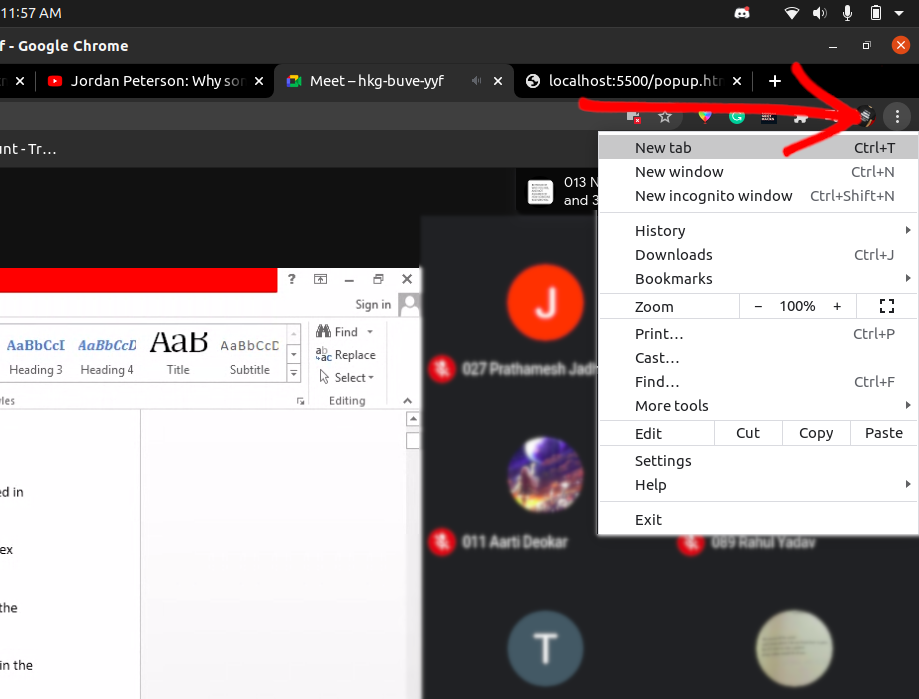 11:57 AM
f - Google Chrome
Jordan Peterson: Why so
Meet – hkg-buve-yyf
localhost:5500/popup.ht
nt - Tr…
013 N
and 3
New tab Ctrl+T
New window Ctrl+N
New incognito window Ctrl+Shift+N
History
Downloads Ctrl+J
Bookmarks
Zoom − 100% +
Print… Ctrl+P
Cast…
Find… Ctrl+F
More tools
Edit Cut Copy Paste
Settings
Help
Exit
?
Sign in
AaBbCcI AaBbCcD AaB AaBbCcD
Heading 3 Heading 4 Title Subtitle
les
Find
Replace
Select
Editing
ed in
ex
the
in the
J
027 Prathamesh Jadh
011 Aarti Deokar
089 Rahul Yadav
T